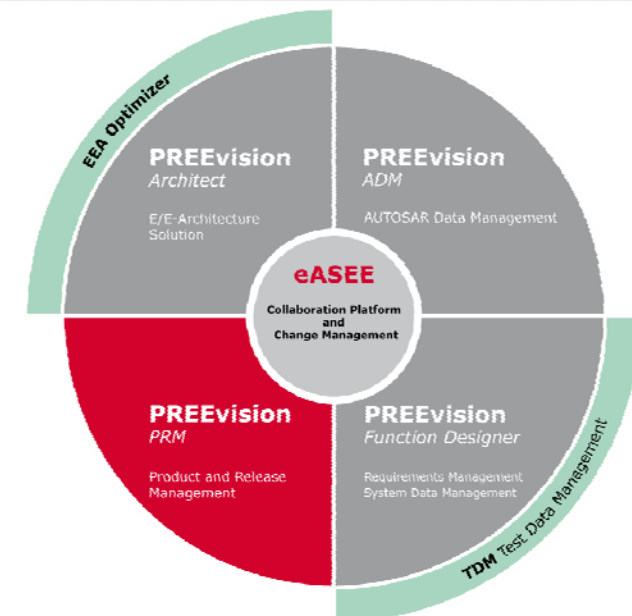 EEA Optimizer
PREEvision
Architect
E/E-Architecture
Solution
PREEvision
ADM
AUTOSAR Data Management
eASEE
Collaboration Platform
and
Change Management
PREEvision
PRM
Product and Release
Management
PREEvision
Function Designer
Requirements Management
System Data Management
TDM Test Data Management